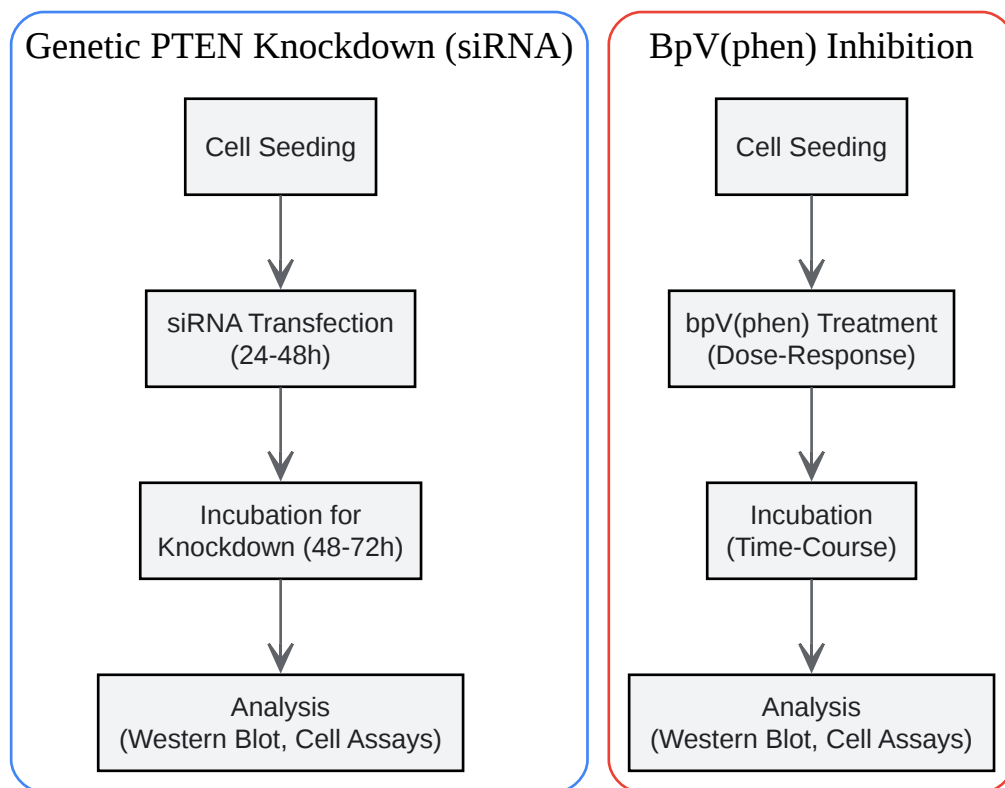 Genetic PTEN Knockdown (siRNA)
Cell Seeding
siRNA Transfection
(24-48h)
Incubation for
Knockdown (48-72h)
Analysis
(Western Blot, Cell Assays)
BpV(phen) Inhibition
Cell Seeding
bpV(phen) Treatment
(Dose-Response)
Incubation
(Time-Course)
Analysis
(Western Blot, Cell Assays)